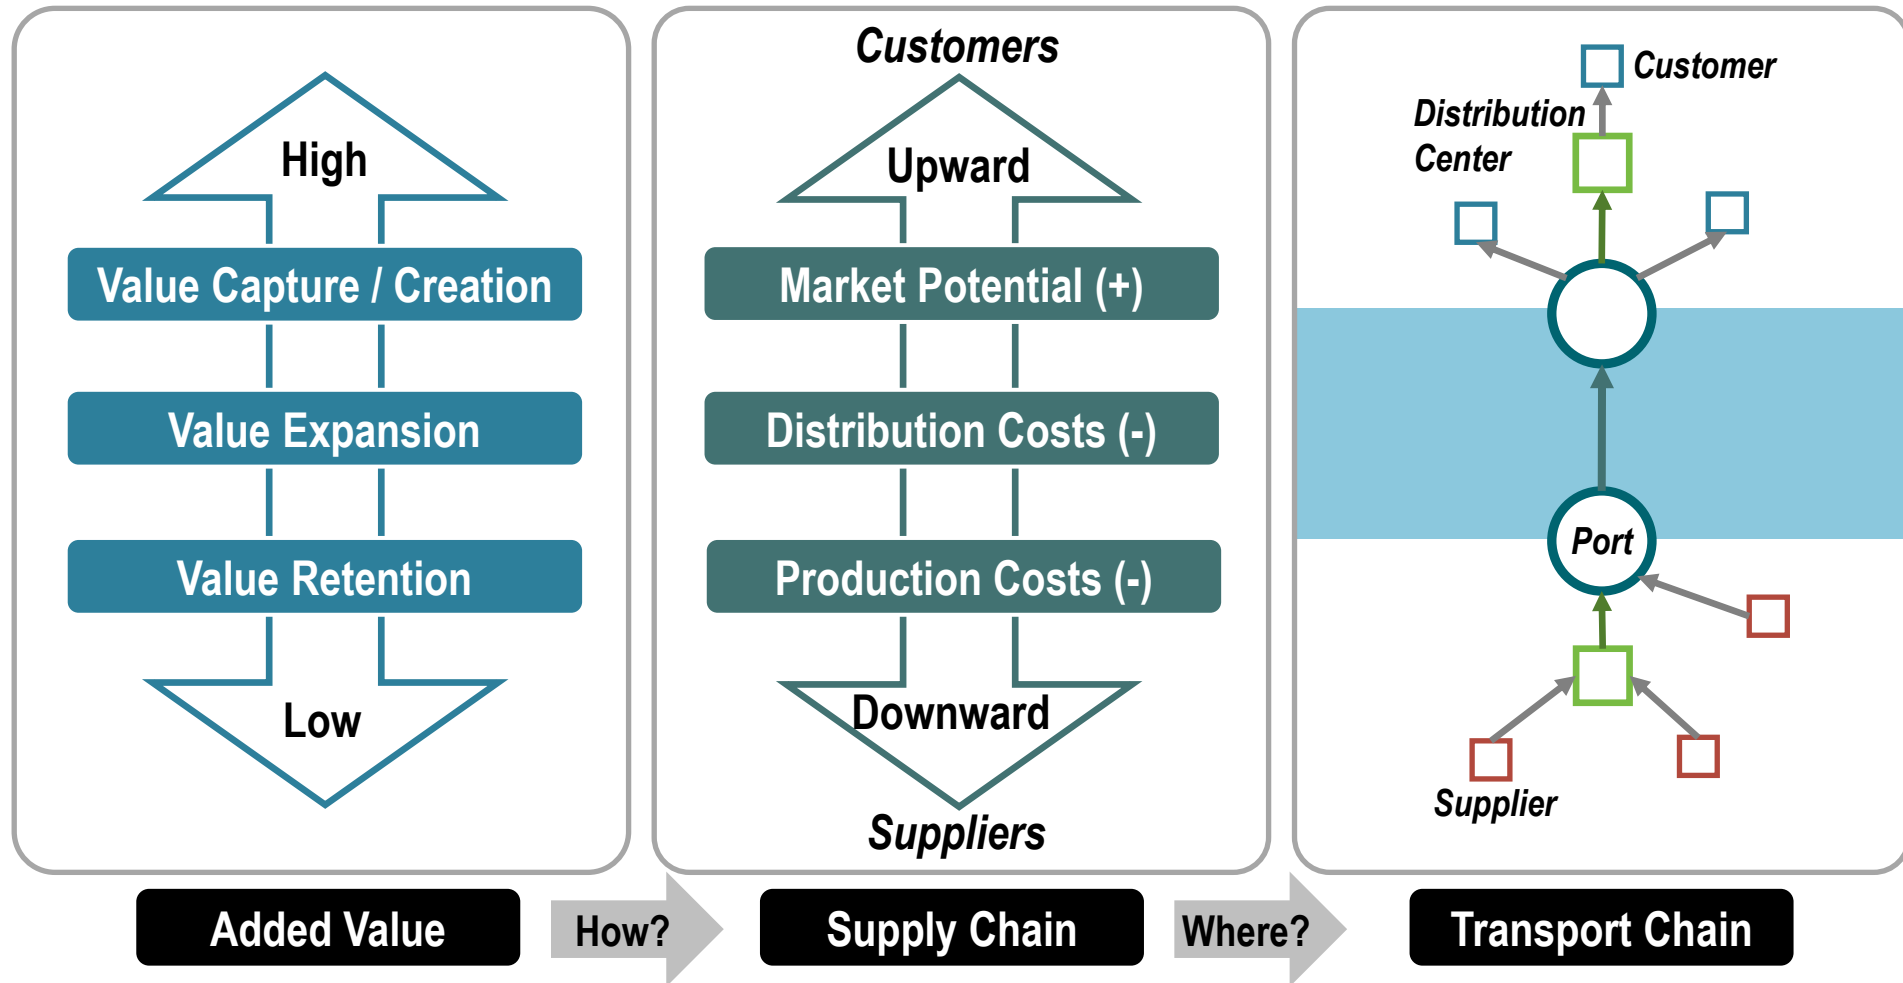 High
Value Capture / Creation
Value Expansion
Value Retention
Low
Customers
Upward
Market Potential (+)
Distribution Costs (-)
Production Costs (-)
Downward
Suppliers
Customer
Distribution
Center
Port
Supplier
Added Value
How?
Supply Chain
Where?
Transport Chain